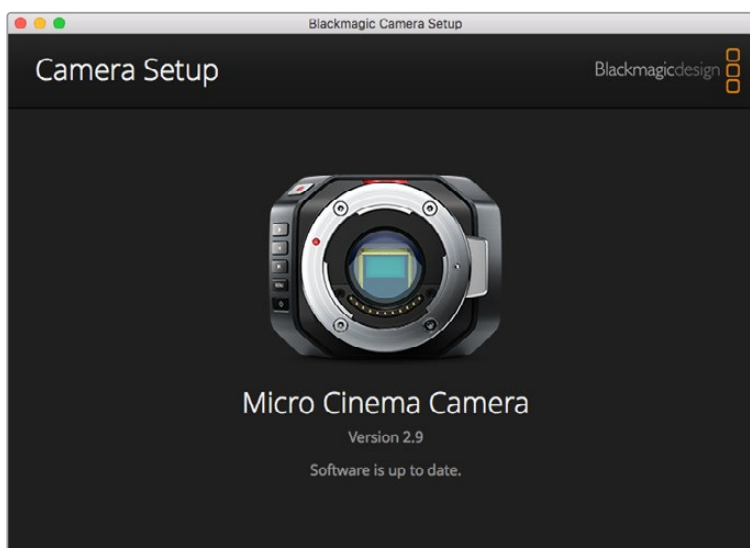 Blackmagic Camera Setup
Camera Setup
Blackmagicdesign
Micro Cinema Camera
Version 2.9
Software is up to date.